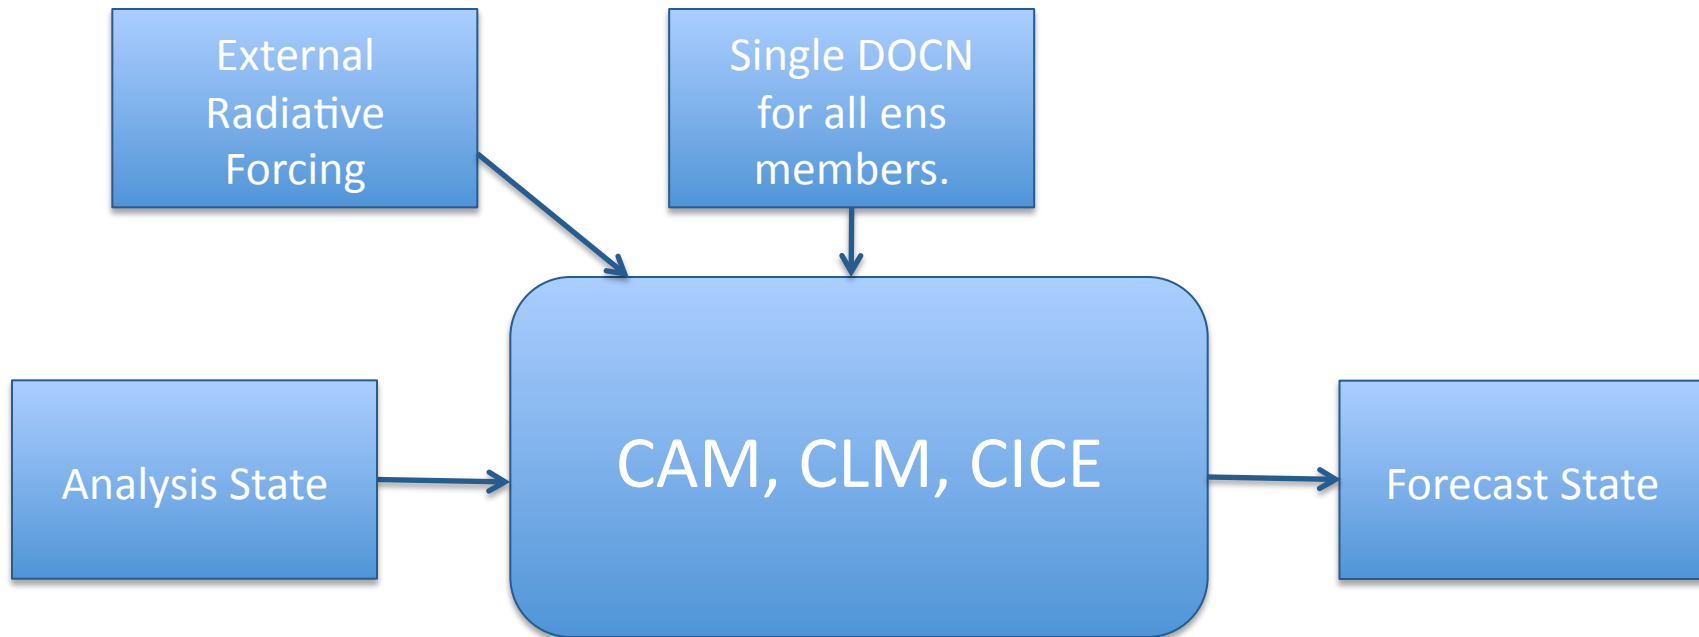 External
Radiative
Forcing
Single DOCN
for all ens
members.
Analysis State
CAM, CLM, CICE
Forecast State